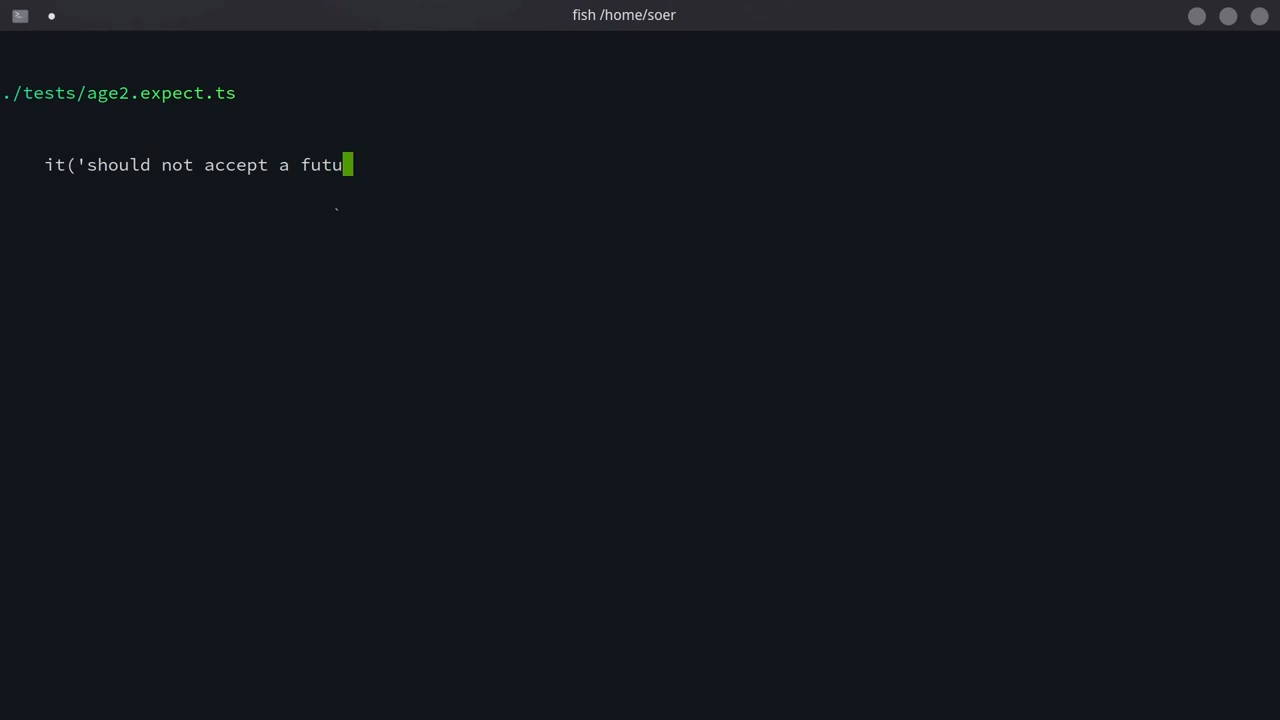 fish /home/soer
./tests/age2.expect.ts
it('should not accept a futu
`